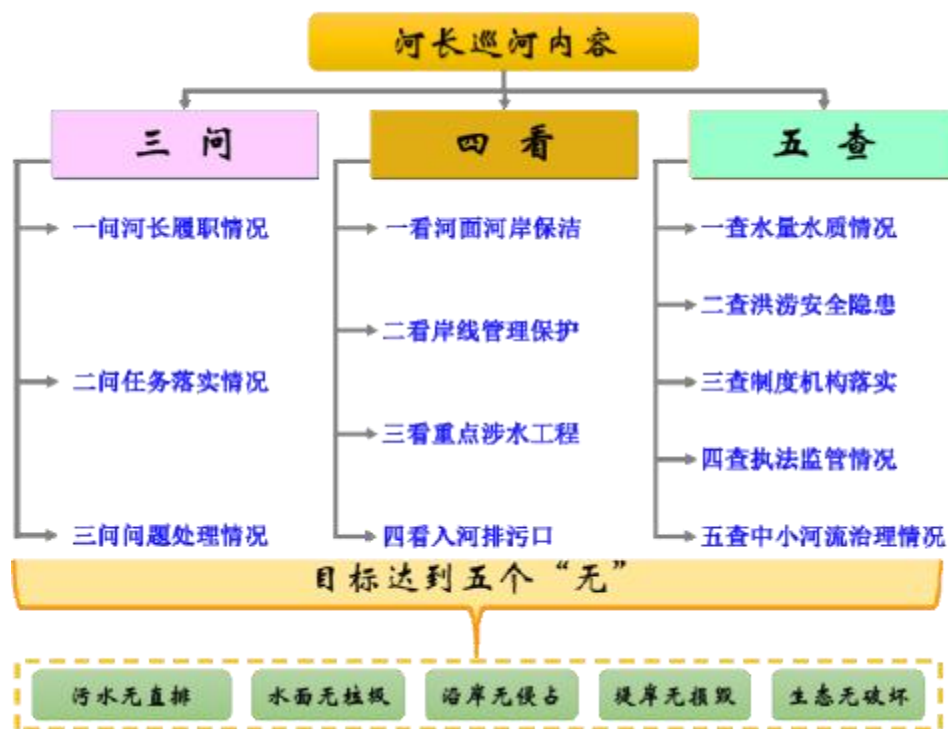 河长巡河内容
三问
四看
五查
一问河长履职情况
二问任务落实情况
三问问题处理情况
一看河面河岸保洁
二看岸线管理保护
三看重点涉水工程
四看入河排污口
一查水量水质情况
二查洪涝安全隐患
三查制度机构落实
四查执法监管情况
五查中小河流治理情况
目标达到五个“无”
污水无直排
水面无垃圾
沿岸无侵占
堤岸无损毁
生态无破坏